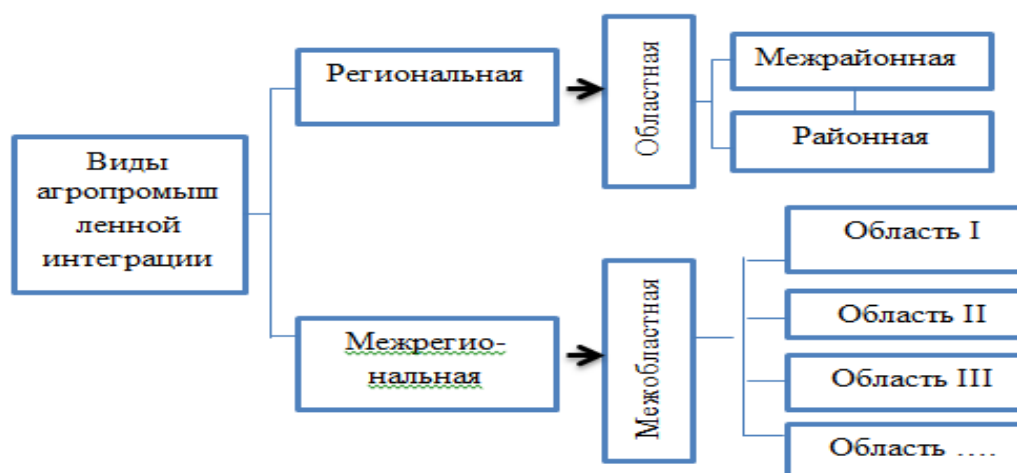 Виды
агропромыш
ленной
интеграции
Региональная
Областная
Межрайонная
Районная
Межрегио-
нальная
Межобластная
Область I
Область II
Область III
Область ….